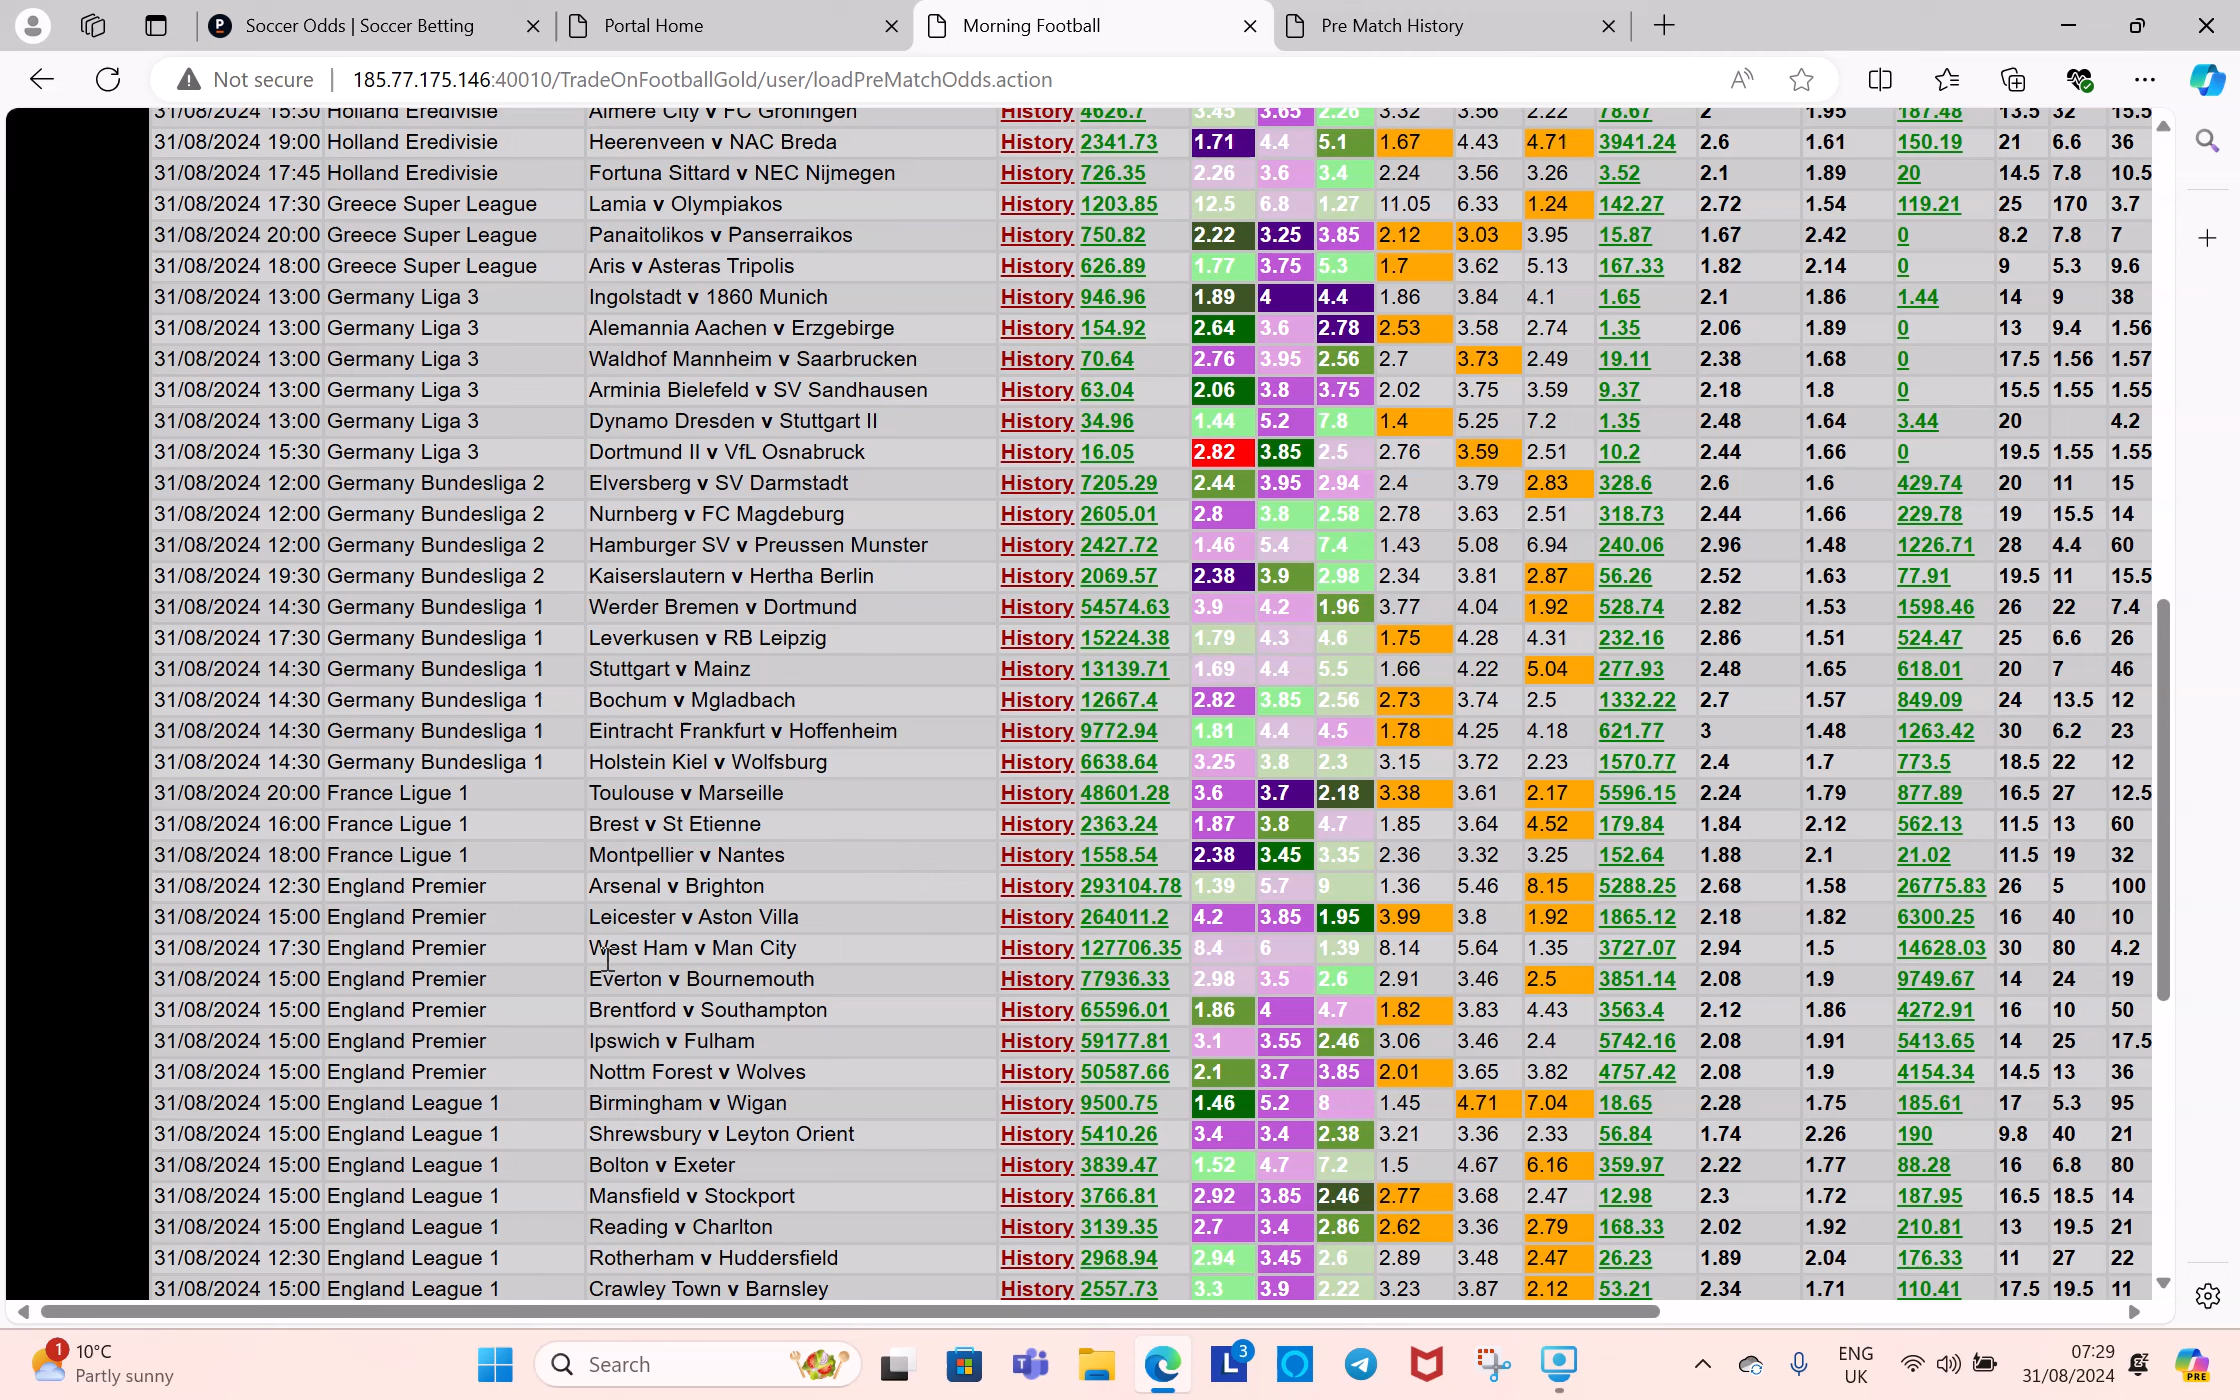 Soccer Odds | Soccer Betting
Portal Home
Morning Football
Pre Match History
Not secure 185.77.175.146:40010/TradeOnFootballGold/user/loadPreMatchOdds.action
31/08/2024 15:30 Holland Eredivisie Almere City v FC Groningen History 4626.7 3.45 3.65 2.26 3.32 3.56 2.22 78.67 2 1.95 187.48 13.5 32 15.5
31/08/2024 19:00 Holland Eredivisie Heerenveen v NAC Breda History 2341.73 1.71 4.4 5.1 1.67 4.43 4.71 3941.24 2.6 1.61 150.19 21 6.6 36
31/08/2024 17:45 Holland Eredivisie Fortuna Sittard v NEC Nijmegen History 726.35 2.26 3.6 3.4 2.24 3.56 3.26 3.52 2.1 1.89 20 14.5 7.8 10.5
31/08/2024 17:30 Greece Super League Lamia v Olympiakos History 1203.85 12.5 6.8 1.27 11.05 6.33 1.24 142.27 2.72 1.54 119.21 25 170 3.7
31/08/2024 20:00 Greece Super League Panaitolikos v Panserraikos History 750.82 2.22 3.25 3.85 2.12 3.03 3.95 15.87 1.67 2.42 0 8.2 7.8 7
31/08/2024 18:00 Greece Super League Aris v Asteras Tripolis History 626.89 1.77 3.75 5.3 1.7 3.62 5.13 167.33 1.82 2.14 0 9 5.3 9.6
31/08/2024 13:00 Germany Liga 3 Ingolstadt v 1860 Munich History 946.96 1.89 4 4.4 1.86 3.84 4.1 1.65 2.1 1.86 1.44 14 9 38
31/08/2024 13:00 Germany Liga 3 Alemannia Aachen v Erzgebirge History 154.92 2.64 3.6 2.78 2.53 3.58 2.74 1.35 2.06 1.89 0 13 9.4 1.56
31/08/2024 13:00 Germany Liga 3 Waldhof Mannheim v Saarbrucken History 70.64 2.76 3.95 2.56 2.7 3.73 2.49 19.11 2.38 1.68 0 17.5 1.56 1.57
31/08/2024 13:00 Germany Liga 3 Arminia Bielefeld v SV Sandhausen History 63.04 2.06 3.8 3.75 2.02 3.75 3.59 9.37 2.18 1.8 0 15.5 1.55 1.55
31/08/2024 13:00 Germany Liga 3 Dynamo Dresden v Stuttgart II History 34.96 1.44 5.2 7.8 1.4 5.25 7.2 1.35 2.48 1.64 3.44 20 4.2
31/08/2024 15:30 Germany Liga 3 Dortmund II v VfL Osnabruck History 16.05 2.82 3.85 2.5 2.76 3.59 2.51 10.2 2.44 1.66 0 19.5 1.55 1.55
31/08/2024 12:00 Germany Bundesliga 2 Elversberg v SV Darmstadt History 7205.29 2.44 3.95 2.94 2.4 3.79 2.83 328.6 2.6 1.6 429.74 20 11 15
31/08/2024 12:00 Germany Bundesliga 2 Nurnberg v FC Magdeburg History 2605.01 2.8 3.8 2.58 2.78 3.63 2.51 318.73 2.44 1.66 229.78 19 15.5 14
31/08/2024 12:00 Germany Bundesliga 2 Hamburger SV v Preussen Munster History 2427.72 1.46 5.4 7.4 1.43 5.08 6.94 240.06 2.96 1.48 1226.71 28 4.4 60
31/08/2024 19:30 Germany Bundesliga 2 Kaiserslautern v Hertha Berlin History 2069.57 2.38 3.9 2.98 2.34 3.81 2.87 56.26 2.52 1.63 77.91 19.5 11 15.5
31/08/2024 14:30 Germany Bundesliga 1 Werder Bremen v Dortmund History 54574.63 3.9 4.2 1.96 3.77 4.04 1.92 528.74 2.82 1.53 1598.46 26 22 7.4
31/08/2024 17:30 Germany Bundesliga 1 Leverkusen v RB Leipzig History 15224.38 1.79 4.3 4.6 1.75 4.28 4.31 232.16 2.86 1.51 524.47 25 6.6 26
31/08/2024 14:30 Germany Bundesliga 1 Stuttgart v Mainz History 13139.71 1.69 4.4 5.5 1.66 4.22 5.04 277.93 2.48 1.65 618.01 20 7 46
31/08/2024 14:30 Germany Bundesliga 1 Bochum v Mgladbach History 12667.4 2.82 3.85 2.56 2.73 3.74 2.5 1332.22 2.7 1.57 849.09 24 13.5 12
31/08/2024 14:30 Germany Bundesliga 1 Eintracht Frankfurt v Hoffenheim History 9772.94 1.81 4.4 4.5 1.78 4.25 4.18 621.77 3 1.48 1263.42 30 6.2 23
31/08/2024 14:30 Germany Bundesliga 1 Holstein Kiel v Wolfsburg History 6638.64 3.25 3.8 2.3 3.15 3.72 2.23 1570.77 2.4 1.7 773.5 18.5 22 12
31/08/2024 20:00 France Ligue 1 Toulouse v Marseille History 48601.28 3.6 3.7 2.18 3.38 3.61 2.17 5596.15 2.24 1.79 877.89 16.5 27 12.5
31/08/2024 16:00 France Ligue 1 Brest v St Etienne History 2363.24 1.87 3.8 4.7 1.85 3.64 4.52 179.84 1.84 2.12 562.13 11.5 13 60
31/08/2024 18:00 France Ligue 1 Montpellier v Nantes History 1558.54 2.38 3.45 3.35 2.36 3.32 3.25 152.64 1.88 2.1 21.02 11.5 19 32
31/08/2024 12:30 England Premier Arsenal v Brighton History 293104.78 1.39 5.7 9 1.36 5.46 8.15 5288.25 2.68 1.58 26775.83 26 5 100
31/08/2024 15:00 England Premier Leicester v Aston Villa History 264011.2 4.2 3.85 1.95 3.99 3.8 1.92 1865.12 2.18 1.82 6300.25 16 40 10
31/08/2024 17:30 England Premier West Ham v Man City History 127706.35 8.4 6 1.39 8.14 5.64 1.35 3727.07 2.94 1.5 14628.03 30 80 4.2
31/08/2024 15:00 England Premier Everton v Bournemouth History 77936.33 2.98 3.5 2.6 2.91 3.46 2.5 3851.14 2.08 1.9 9749.67 14 24 19
31/08/2024 15:00 England Premier Brentford v Southampton History 65596.01 1.86 4 4.7 1.82 3.83 4.43 3563.4 2.12 1.86 4272.91 16 10 50
31/08/2024 15:00 England Premier Ipswich v Fulham History 59177.81 3.1 3.55 2.46 3.06 3.46 2.4 5742.16 2.08 1.91 5413.65 14 25 17.5
31/08/2024 15:00 England Premier Nottm Forest v Wolves History 50587.66 2.1 3.7 3.85 2.01 3.65 3.82 4757.42 2.08 1.9 4154.34 14.5 13 36
31/08/2024 15:00 England League 1 Birmingham v Wigan History 9500.75 1.46 5.2 8 1.45 4.71 7.04 18.65 2.28 1.75 185.61 17 5.3 95
31/08/2024 15:00 England League 1 Shrewsbury v Leyton Orient History 5410.26 3.4 3.4 2.38 3.21 3.36 2.33 56.84 1.74 2.26 190 9.8 40 21
31/08/2024 15:00 England League 1 Bolton v Exeter History 3839.47 1.52 4.7 7.2 1.5 4.67 6.16 359.97 2.22 1.77 88.28 16 6.8 80
31/08/2024 15:00 England League 1 Mansfield v Stockport History 3766.81 2.92 3.85 2.46 2.77 3.68 2.47 12.98 2.3 1.72 187.95 16.5 18.5 14
31/08/2024 15:00 England League 1 Reading v Charlton History 3139.35 2.7 3.4 2.86 2.62 3.36 2.79 168.33 2.02 1.92 210.81 13 19.5 21
31/08/2024 12:30 England League 1 Rotherham v Huddersfield History 2968.94 2.94 3.45 2.6 2.89 3.48 2.47 26.23 1.89 2.04 176.33 11 27 22
31/08/2024 15:00 England League 1 Crawley Town v Barnsley History 2557.73 3.3 3.9 2.22 3.23 3.87 2.12 53.21 2.34 1.71 110.41 17.5 19.5 11
1 10°C
Partly sunny
Search
L 3
ENG
UK
07:29
31/08/2024
PRE